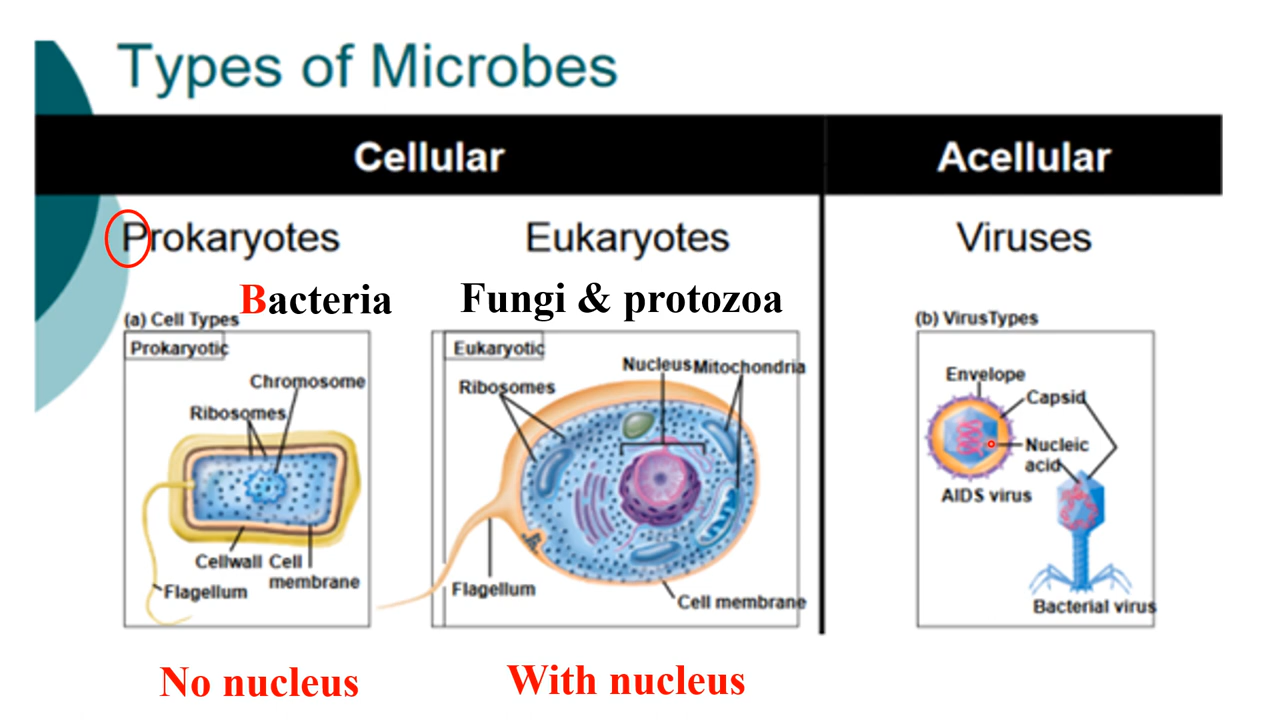 Types of Microbes
Cellular
Acellular
Prokaryotes
Eukaryotes
Viruses
Bacteria
Fungi & protozoa
(a) Cell Types
Prokaryotic
Chromosome
Ribosomes
Cellwall
Cell membrane
Flagellum
Eukaryotic
Ribosomes
Nucleus
Mitochondria
Flagellum
Cell membrane
(b) VirusTypes
Envelope
Capsid
Nucleic
acid
AIDS virus
Bacterial virus
No nucleus
With nucleus